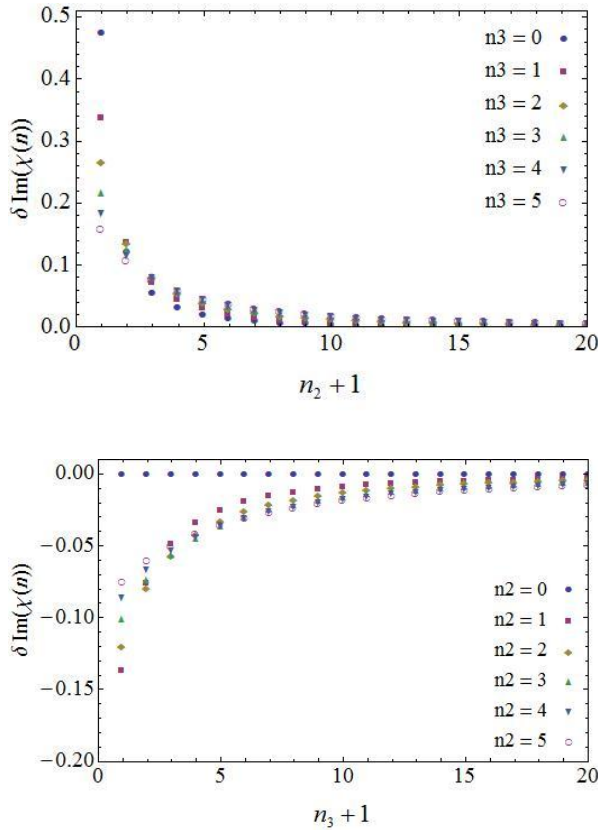 0.5
0.4
0.3
0.2
0.1
0.0
δ Im(χ(n))
n3 = 0
n3 = 1
n3 = 2
n3 = 3
n3 = 4
n3 = 5
0 5 10 15 20
n₂ + 1
0.00
−0.05
−0.10
−0.15
−0.20
δ Im(χ(n))
n2 = 0
n2 = 1
n2 = 2
n2 = 3
n2 = 4
n2 = 5
0 5 10 15 20
n₃ + 1